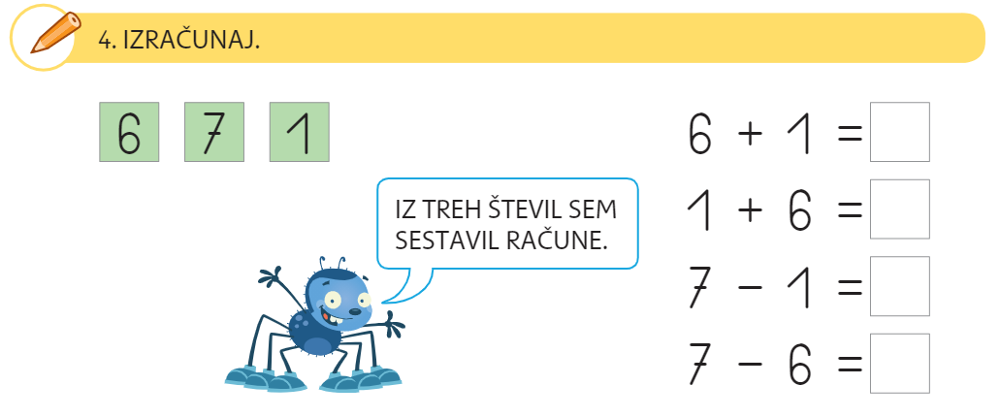 4. IZRAČUNAJ.
6 7 1
6 + 1 =
1 + 6 =
7 - 1 =
7 - 6 =
IZ TREH ŠTEVIL SEM
SESTAVIL RAČUNE.